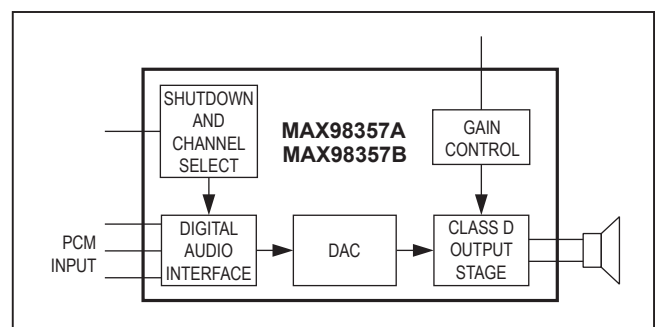 SHUTDOWN
AND
CHANNEL
SELECT
MAX98357A
MAX98357B
GAIN
CONTROL
PCM
INPUT
DIGITAL
AUDIO
INTERFACE
DAC
CLASS D
OUTPUT
STAGE